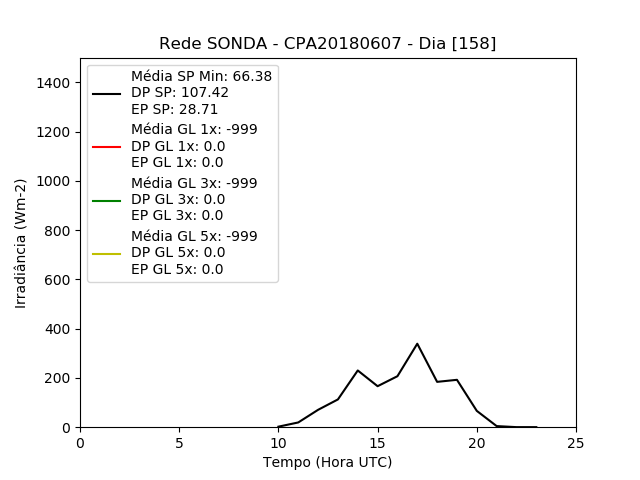 Rede SONDA - CPA20180607 - Dia [158]
Irradiância (Wm-2)
1400
1200
1000
800
600
400
200
0
Média SP Min: 66.38
DP SP: 107.42
EP SP: 28.71
Média GL 1x: -999
DP GL 1x: 0.0
EP GL 1x: 0.0
Média GL 3x: -999
DP GL 3x: 0.0
EP GL 3x: 0.0
Média GL 5x: -999
DP GL 5x: 0.0
EP GL 5x: 0.0
0 5 10 15 20 25
Tempo (Hora UTC)